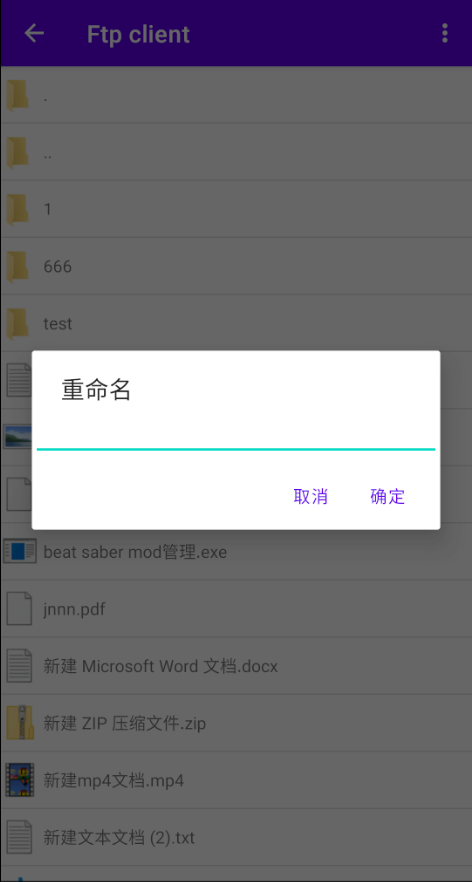 Ftp client
.
..
1
666
test
重命名
取消 确定
beat saber mod管理.exe
jnnn.pdf
新建 Microsoft Word 文档.docx
新建 ZIP 压缩文件.zip
新建mp4文档.mp4
新建文本文档 (2).txt